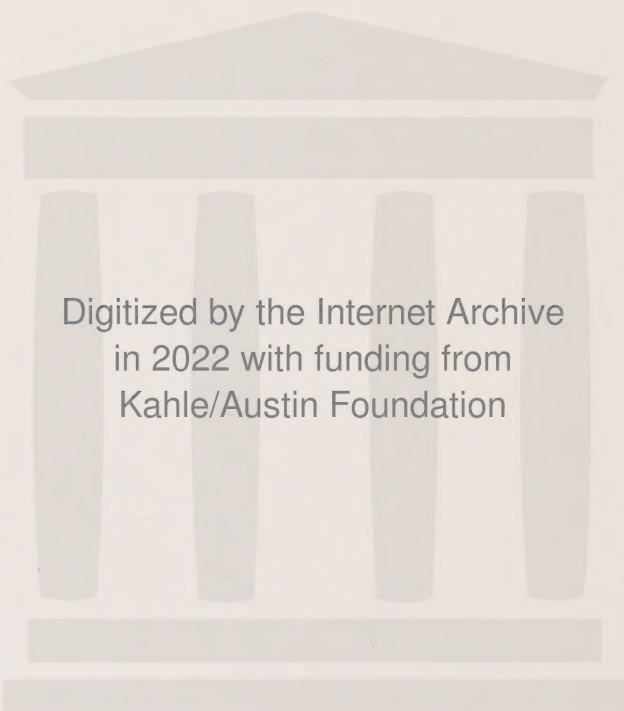 Digitized by the Internet Archive
in 2022 with funding from
Kahle/Austin Foundation